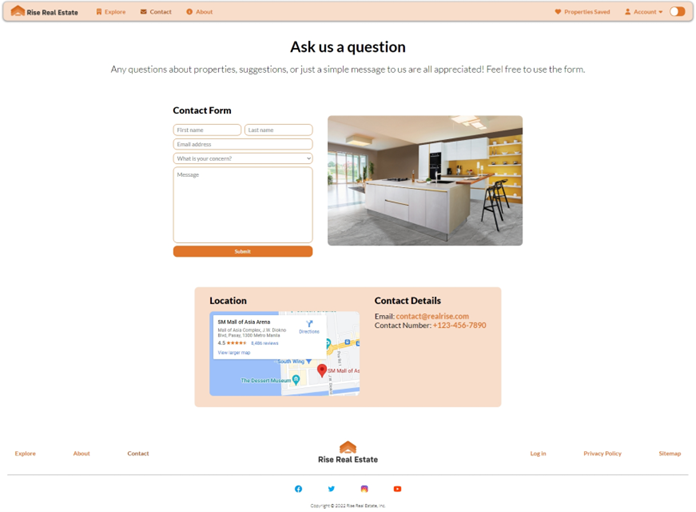 Rise Real Estate
Explore
Contact
About
Properties Saved
Account
Ask us a question
Any questions about properties, suggestions, or just a simple message to us are all appreciated! Feel free to use the form.
Contact Form
First name
Last name
Email address
What is your concern?
Message
Submit
Location
SM Mall of Asia Arena
Mall of Asia Complex, J.W. Diokno
Blvd, Pasay, 1300 Metro Manila
4.5
reviews
View larger map
Directions
South Wing
The Dessert Museum
SM Mall of As
Contact Details
Email: contact@realrise.com
Contact Number: +123-456-7890
Explore
About
Contact
Rise Real Estate
Log in
Privacy Policy
Sitemap
Copyright © 2022 Rise Real Estate, Inc.